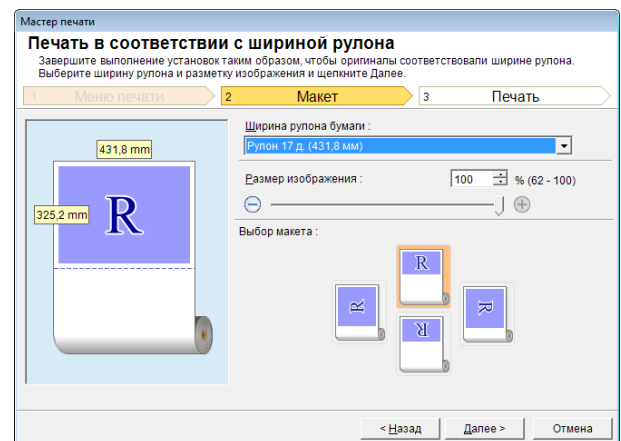 Мастер печати
Печать в соответствии с шириной рулона
Завершите выполнение установок таким образом, чтобы оригиналы соответствовали ширине рулона.
Выберите ширину рулона и разметку изображения и щелкните Далее.
1 Меню печати 2 Макет 3 Печать
Ширина рулона бумаги :
Рулон 17 д. (431,8 мм)
431,8 mm
Размер изображения : 100 % (62 - 100)
325,2 mm
R
Выбор макета :
R
R
R
R
< Назад Далее > Отмена